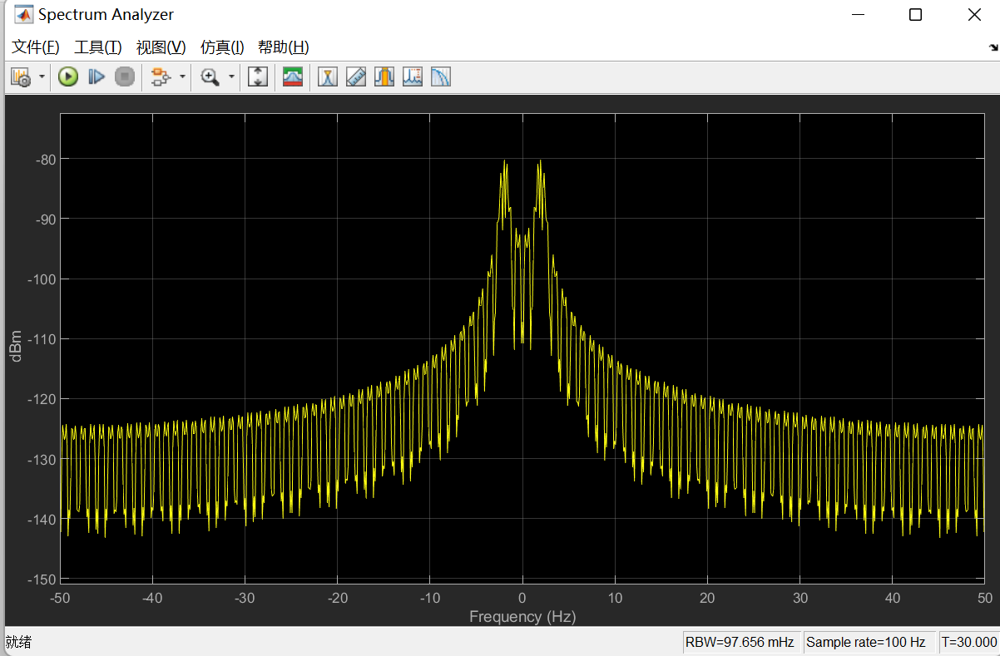 Spectrum Analyzer
文件(F) 工具(T) 视图(V) 仿真(I) 帮助(H)
-80
-90
-100
-110
-120
-130
-140
-150
dBm
-50 -40 -30 -20 -10 0 10 20 30 40 50
Frequency (Hz)
就绪 RBW=97.656 mHz Sample rate=100 Hz T=30.000